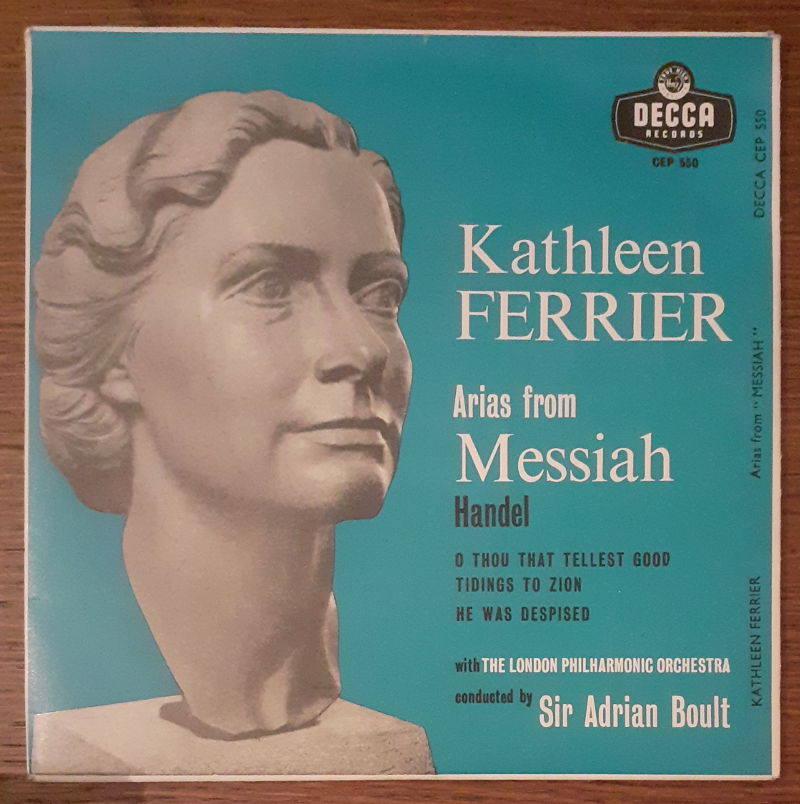 DECCA
RECORDS
CEP 550
Kathleen
FERRIER
Arias from
Messiah
Handel
O THOU THAT TELLEST GOOD
TIDINGS TO ZION
HE WAS DESPISED
with THE LONDON PHILHARMONIC ORCHESTRA
conducted by Sir Adrian Boult
KATHLEEN FERRIER
Arias from "MESSIAH"
DECCA CEP 550